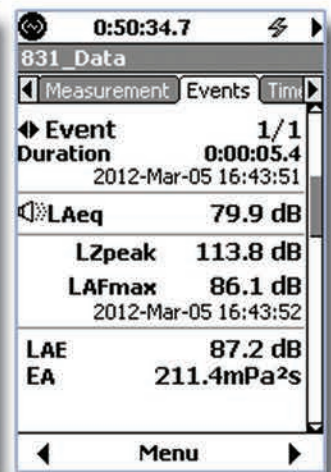 0:50:34.7
831_Data
Measurement Events Time
Event 1/1
Duration 0:00:05.4
2012-Mar-05 16:43:51
LAeq 79.9 dB
LZpeak 113.8 dB
LAFmax 86.1 dB
2012-Mar-05 16:43:52
LAE 87.2 dB
EA 211.4mPa²s
Menu